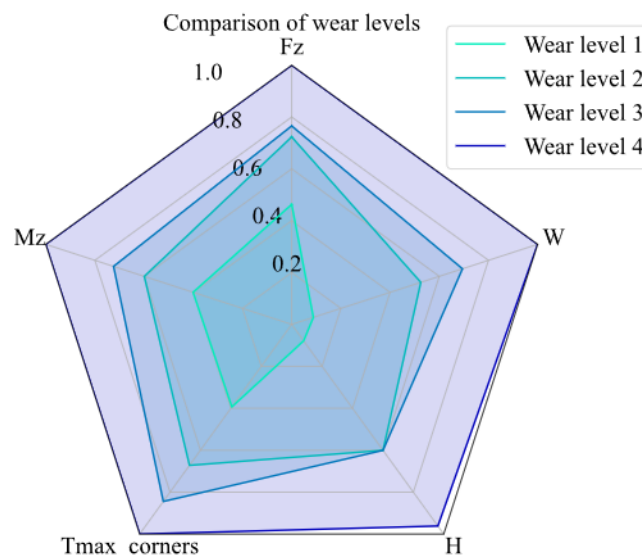 Comparison of wear levels
Fz
Wear level 1
Wear level 2
Wear level 3
Wear level 4
1.0
0.8
0.6
0.4
0.2
Mz
W
Tmax corners
H